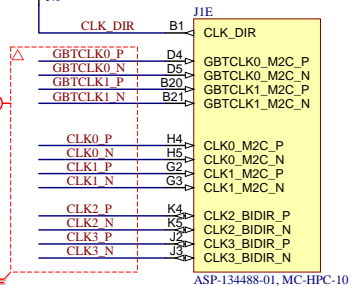 J1E
CLK_DIR B1 CLK_DIR
GBTCLK0_P D4 GBTCLK0_M2C_P
GBTCLK0_N D5 GBTCLK0_M2C_N
GBTCLK1_P B20 GBTCLK1_M2C_P
GBTCLK1_N B21 GBTCLK1_M2C_N
CLK0_P H4 CLK0_M2C_P
CLK0_N H5 CLK0_M2C_N
CLK1_P G2 CLK1_M2C_P
CLK1_N G3 CLK1_M2C_N
CLK2_P K4 CLK2_BIDIR_P
CLK2_N K5 CLK2_BIDIR_N
CLK3_P J2 CLK3_BIDIR_P
CLK3_N J3 CLK3_BIDIR_N
ASP-134488-01, MC-HPC-10